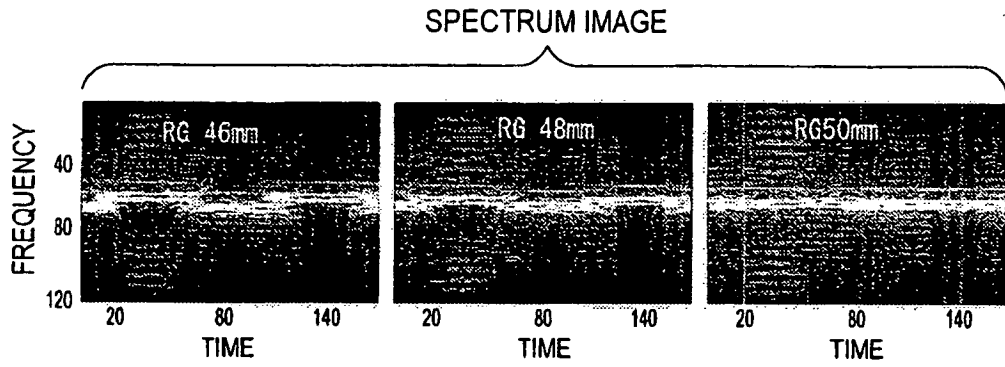 SPECTRUM IMAGE
RG 46mm
RG 48mm
RG50mm
FREQUENCY
40
80
120
20 80 140
20 80 140
20 80 140
TIME
TIME
TIME